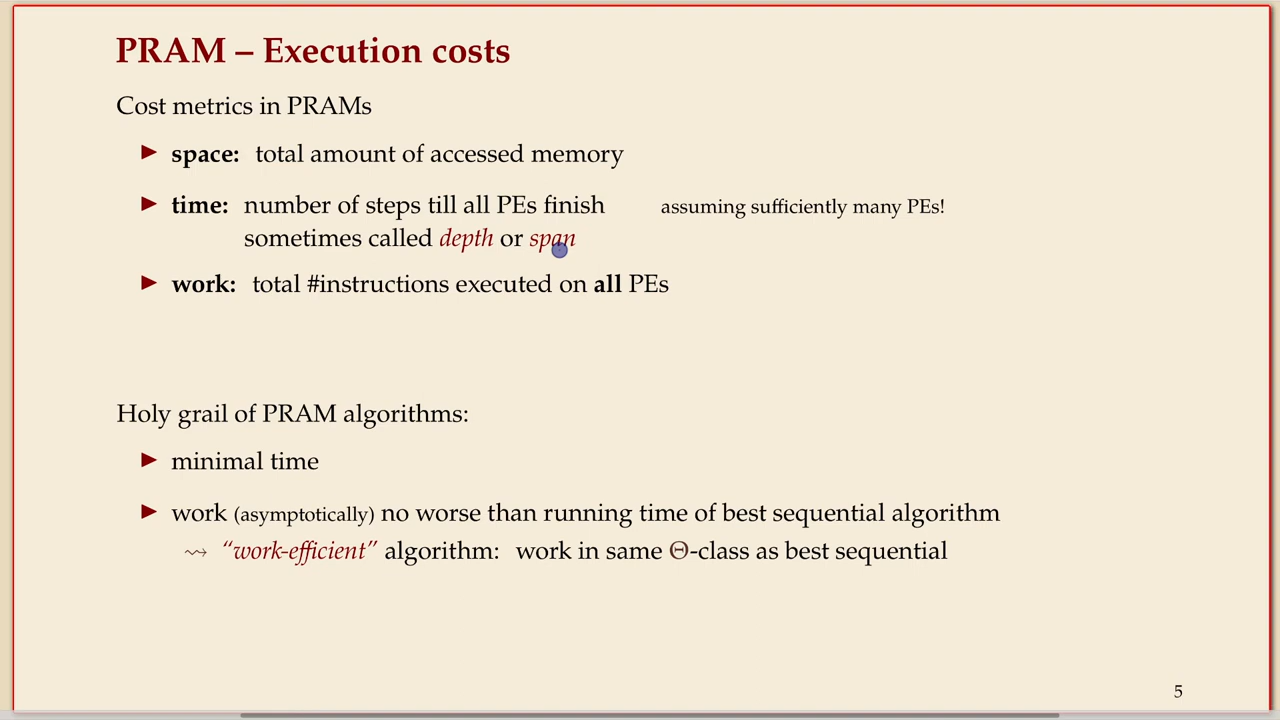 PRAM – Execution costs
Cost metrics in PRAMs
▶ space: total amount of accessed memory
▶ time: number of steps till all PEs finish assuming sufficiently many PEs!
sometimes called depth or span
▶ work: total #instructions executed on all PEs
Holy grail of PRAM algorithms:
▶ minimal time
▶ work (asymptotically) no worse than running time of best sequential algorithm
⇝ “work-efficient” algorithm: work in same Θ-class as best sequential
5